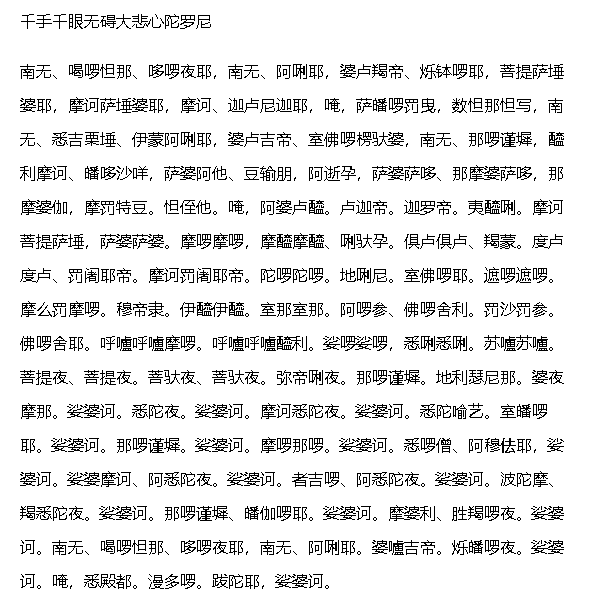 千手千眼无碍大悲心陀罗尼
南无、喝啰怛那、哆啰夜耶，南无、阿唎耶，婆卢羯帝、烁钵啰耶，菩提萨埵
婆耶，摩诃萨埵婆耶，摩诃、迦卢尼迦耶，唵，萨皤啰罚曳，数怛那怛写，南
无、悉吉栗埵、伊蒙阿唎耶，婆卢吉帝、室佛啰楞驮婆，南无、那啰谨墀，醯
利摩诃、皤哆沙咩，萨婆阿他、豆输朋，阿逝孕，萨婆萨哆、那摩婆萨哆，那
摩婆伽，摩罚特豆。怛侄他。唵，阿婆卢醯。卢迦帝。迦罗帝。夷醯唎。摩诃
菩提萨埵，萨婆萨婆。摩啰摩啰，摩醯摩醯、唎驮孕。俱卢俱卢、羯蒙。度卢
度卢、罚阇耶帝。摩诃罚阇耶帝。陀啰陀啰。地唎尼。室佛啰耶。遮啰遮啰。
摩么罚摩啰。穆帝隶。伊醯伊醯。室那室那。阿啰参、佛啰舍利。罚沙罚参。
佛啰舍耶。呼嚧呼嚧摩啰。呼嚧呼嚧醯利。娑啰娑啰，悉唎悉唎。苏嚧苏嚧。
菩提夜、菩提夜。菩驮夜、菩驮夜。弥帝唎夜。那啰谨墀。地利瑟尼那。婆夜
摩那。娑婆诃。悉陀夜。娑婆诃。摩诃悉陀夜。娑婆诃。悉陀喻艺。室皤啰
耶。娑婆诃。那啰谨墀。娑婆诃。摩啰那啰。娑婆诃。悉啰僧、阿穆佉耶，娑
婆诃。娑婆摩诃、阿悉陀夜。娑婆诃。者吉啰、阿悉陀夜。娑婆诃。波陀摩、
羯悉陀夜。娑婆诃。那啰谨墀、皤伽啰耶。娑婆诃。摩婆利、胜羯啰夜。娑婆
诃。南无、喝啰怛那、哆啰夜耶，南无、阿唎耶。婆嚧吉帝。烁皤啰夜。娑婆
诃。唵，悉殿都。漫多啰。跋陀耶，娑婆诃。